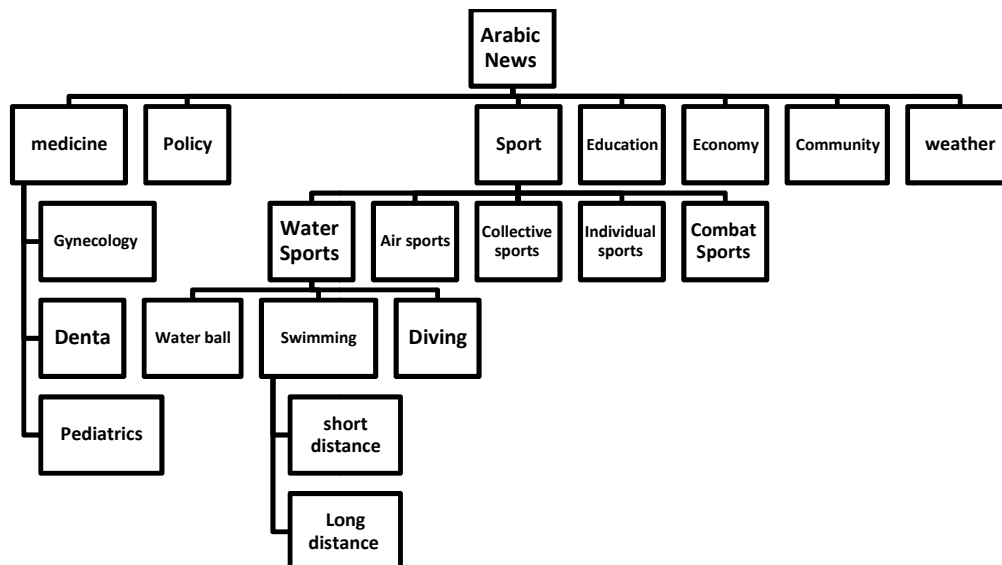 Arabic
News
medicine
Policy
Sport
Education
Economy
Community
weather
Gynecology
Water
Sports
Air sports
Collective
sports
Individual
sports
Combat
Sports
Denta
Water ball
Swimming
Diving
Pediatrics
short
distance
Long
distance